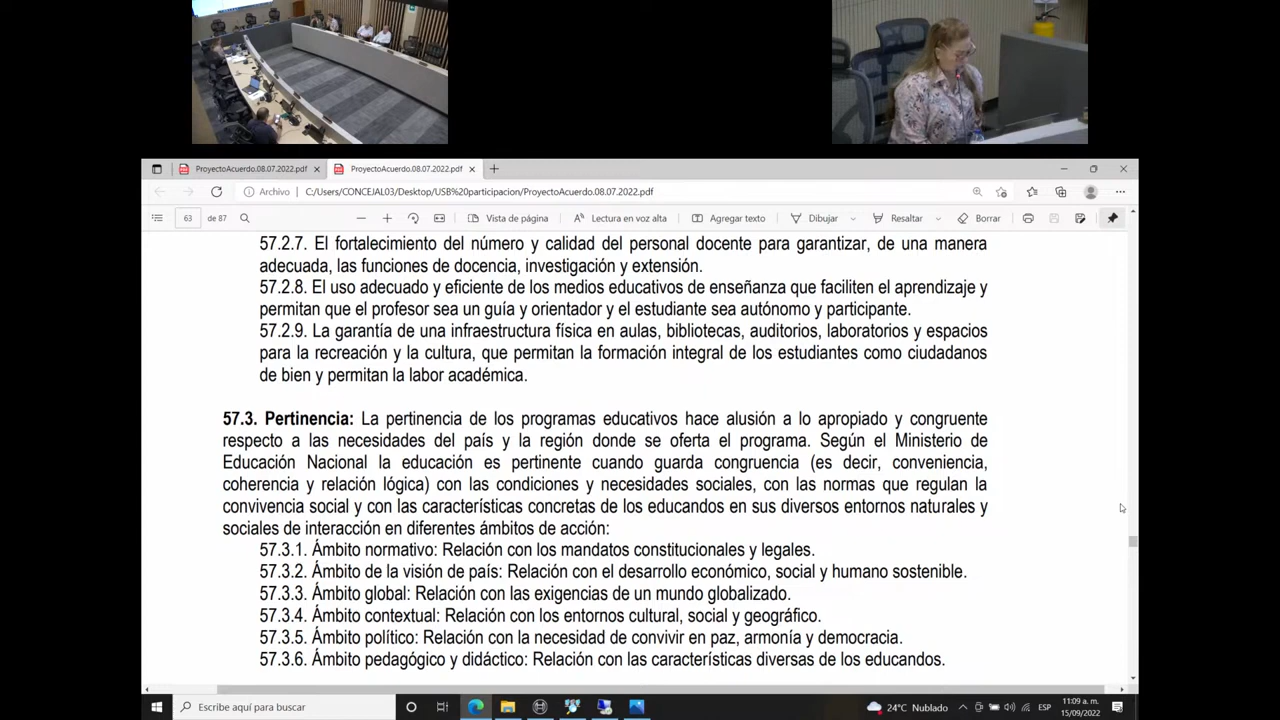 ProyectoAcuerdo.08.07.2022.pdf
ProyectoAcuerdo.08.07.2022.pdf
Archivo
C:/Users/CONCEJAL03/Desktop/USB%20participacion/ProyectoAcuerdo.08.07.2022.pdf
63 de 87
Vista de página
Lectura en voz alta
Agregar texto
Dibujar
Resaltar
Borrar
57.2.7. El fortalecimiento del número y calidad del personal docente para garantizar, de una manera
adecuada, las funciones de docencia, investigación y extensión.
57.2.8. El uso adecuado y eficiente de los medios educativos de enseñanza que faciliten el aprendizaje y
permitan que el profesor sea un guía y orientador y el estudiante sea autónomo y participante.
57.2.9. La garantía de una infraestructura física en aulas, bibliotecas, auditorios, laboratorios y espacios
para la recreación y la cultura, que permitan la formación integral de los estudiantes como ciudadanos
de bien y permitan la labor académica.
57.3. Pertinencia: La pertinencia de los programas educativos hace alusión a lo apropiado y congruente
respecto a las necesidades del país y la región donde se oferta el programa. Según el Ministerio de
Educación Nacional la educación es pertinente cuando guarda congruencia (es decir, conveniencia,
coherencia y relación lógica) con las condiciones y necesidades sociales, con las normas que regulan la
convivencia social y con las características concretas de los educandos en sus diversos entornos naturales y
sociales de interacción en diferentes ámbitos de acción:
57.3.1. Ámbito normativo: Relación con los mandatos constitucionales y legales.
57.3.2. Ámbito de la visión de país: Relación con el desarrollo económico, social y humano sostenible.
57.3.3. Ámbito global: Relación con las exigencias de un mundo globalizado.
57.3.4. Ámbito contextual: Relación con los entornos cultural, social y geográfico.
57.3.5. Ámbito político: Relación con la necesidad de convivir en paz, armonía y democracia.
57.3.6. Ámbito pedagógico y didáctico: Relación con las características diversas de los educandos.
Escribe aquí para buscar
24°C Nublado
ESP
11:09 a. m.
15/09/2022